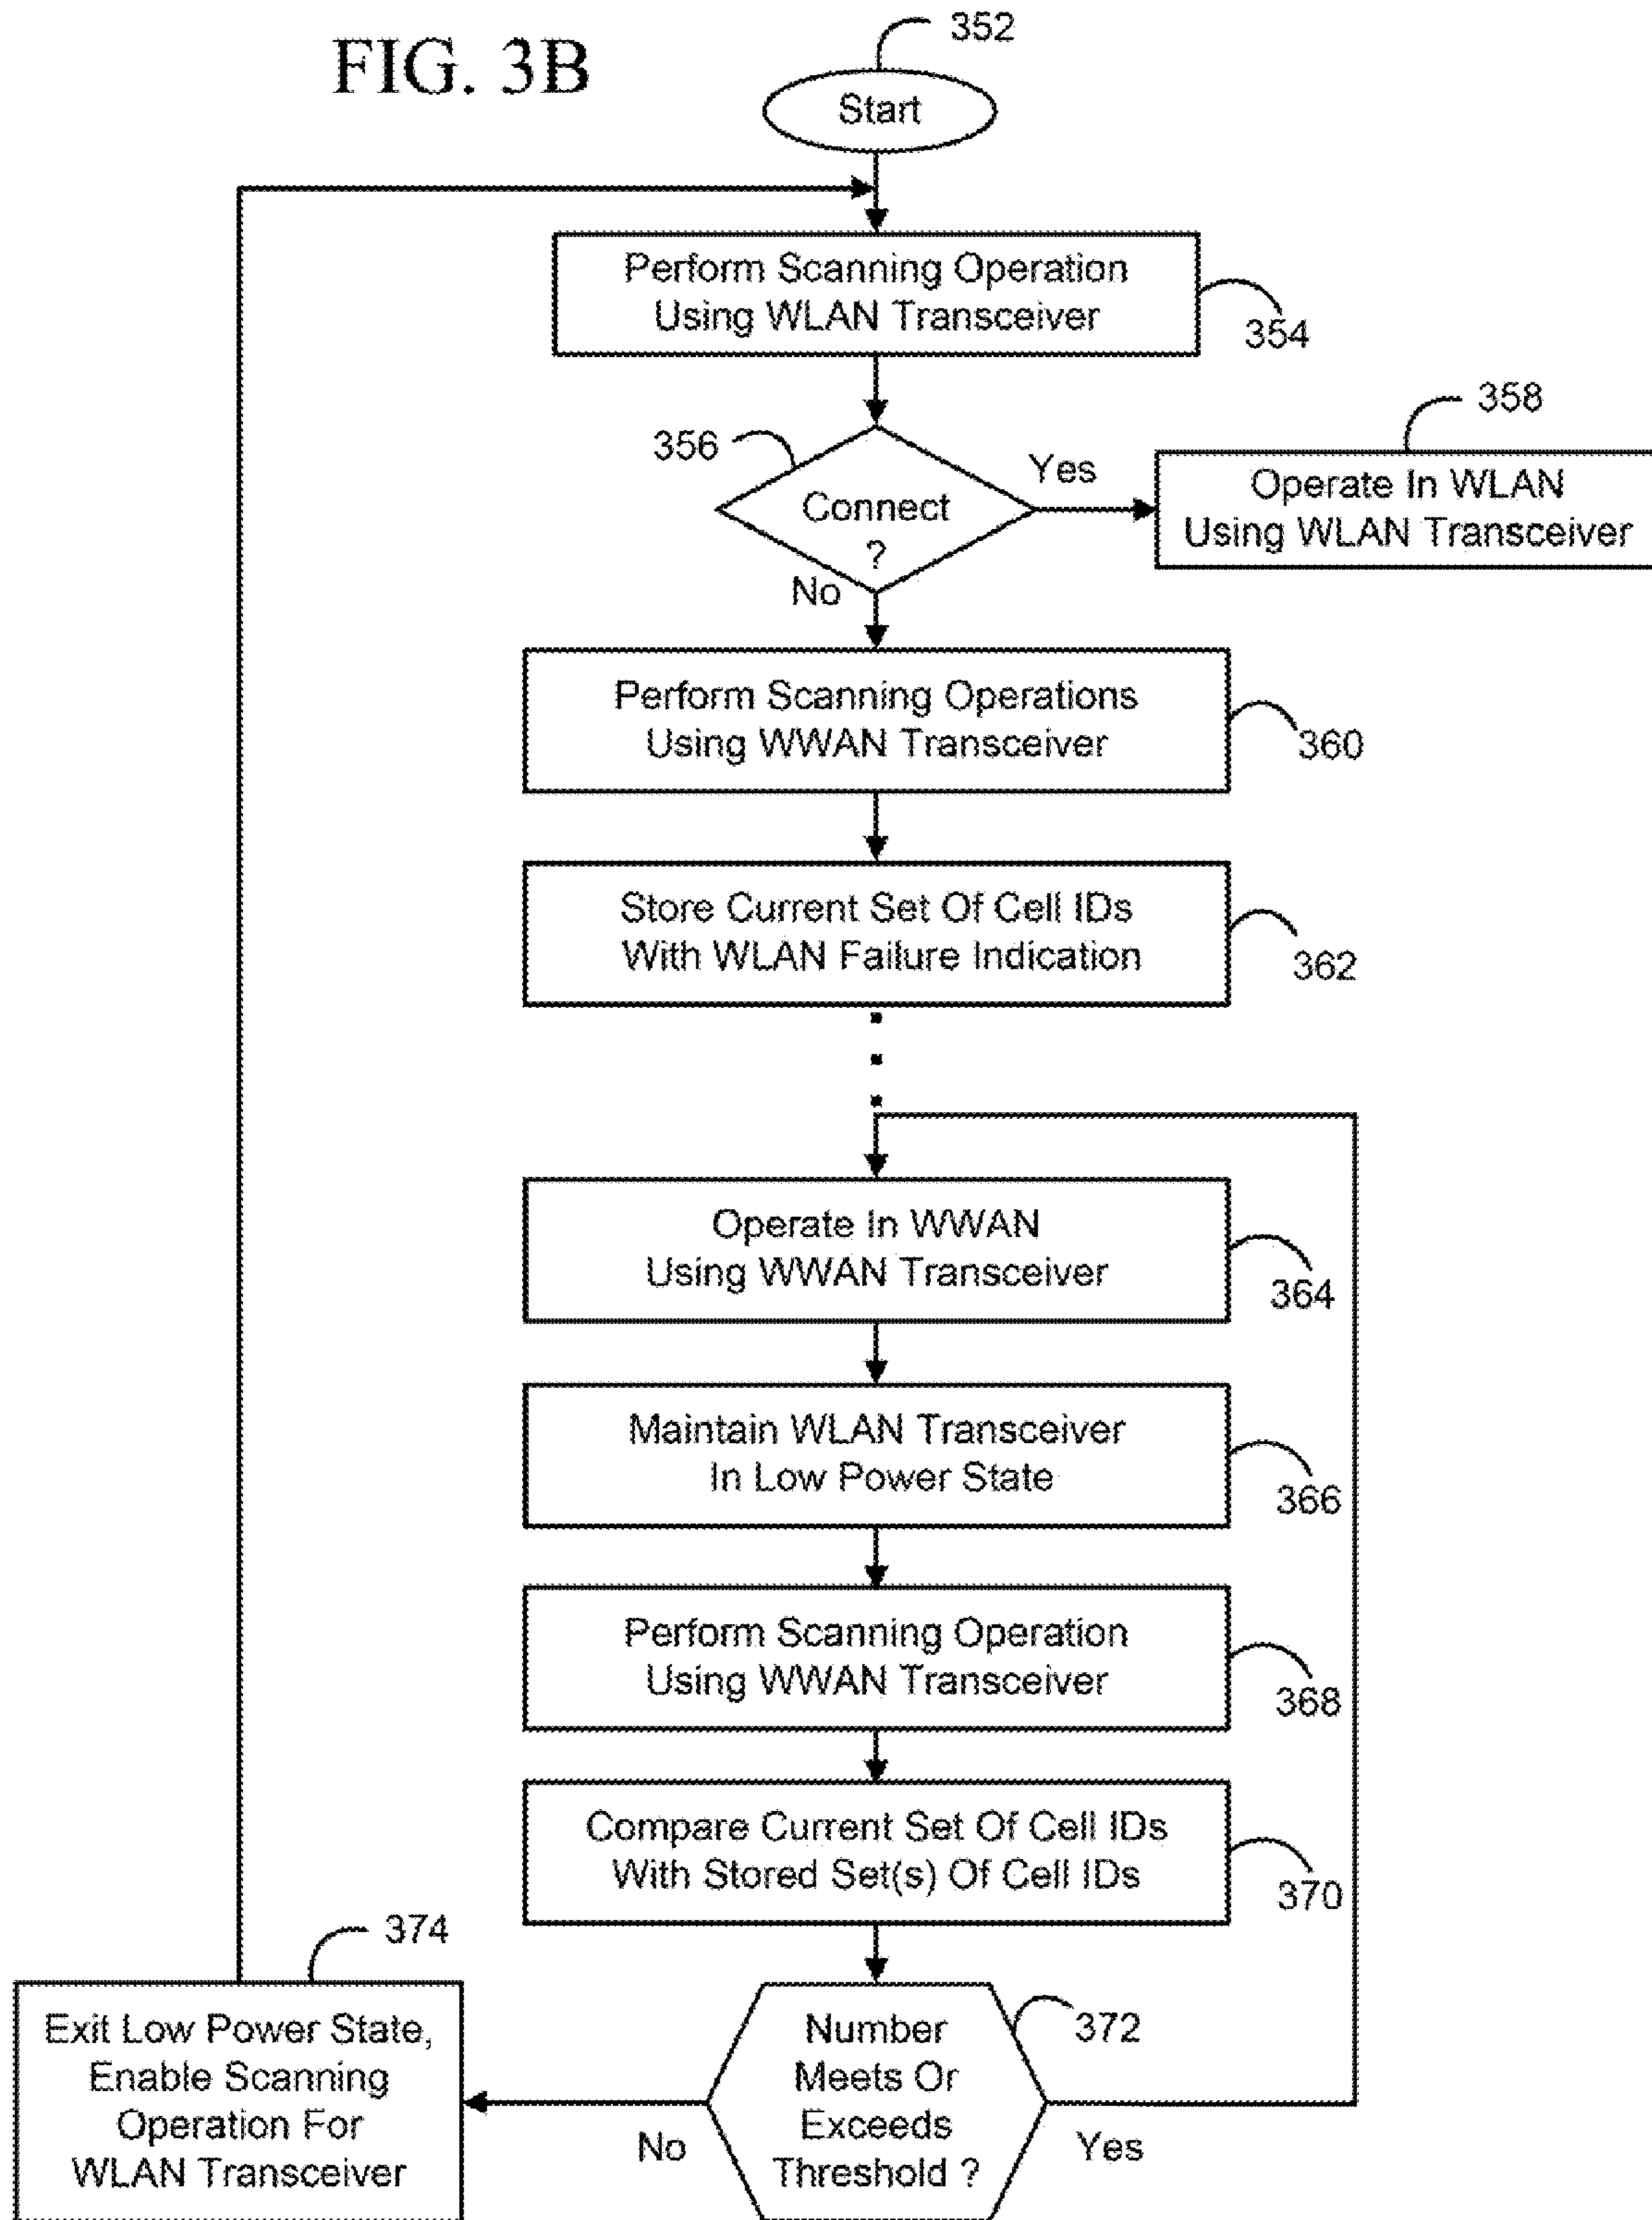 FIG. 3B
352
Start
Perform Scanning Operation
Using WLAN Transceiver
354
356
Connect
?
Yes
No
358
Operate In WLAN
Using WLAN Transceiver
Perform Scanning Operations
Using WWAN Transceiver
360
Store Current Set Of Cell IDs
With WLAN Failure Indication
362
Operate In WWAN
Using WWAN Transceiver
364
Maintain WLAN Transceiver
In Low Power State
366
Perform Scanning Operation
Using WWAN Transceiver
368
Compare Current Set Of Cell IDs
With Stored Set(s) Of Cell IDs
370
372
Number
Meets Or
Exceeds
Threshold ?
No
Yes
374
Exit Low Power State,
Enable Scanning
Operation For
WLAN Transceiver